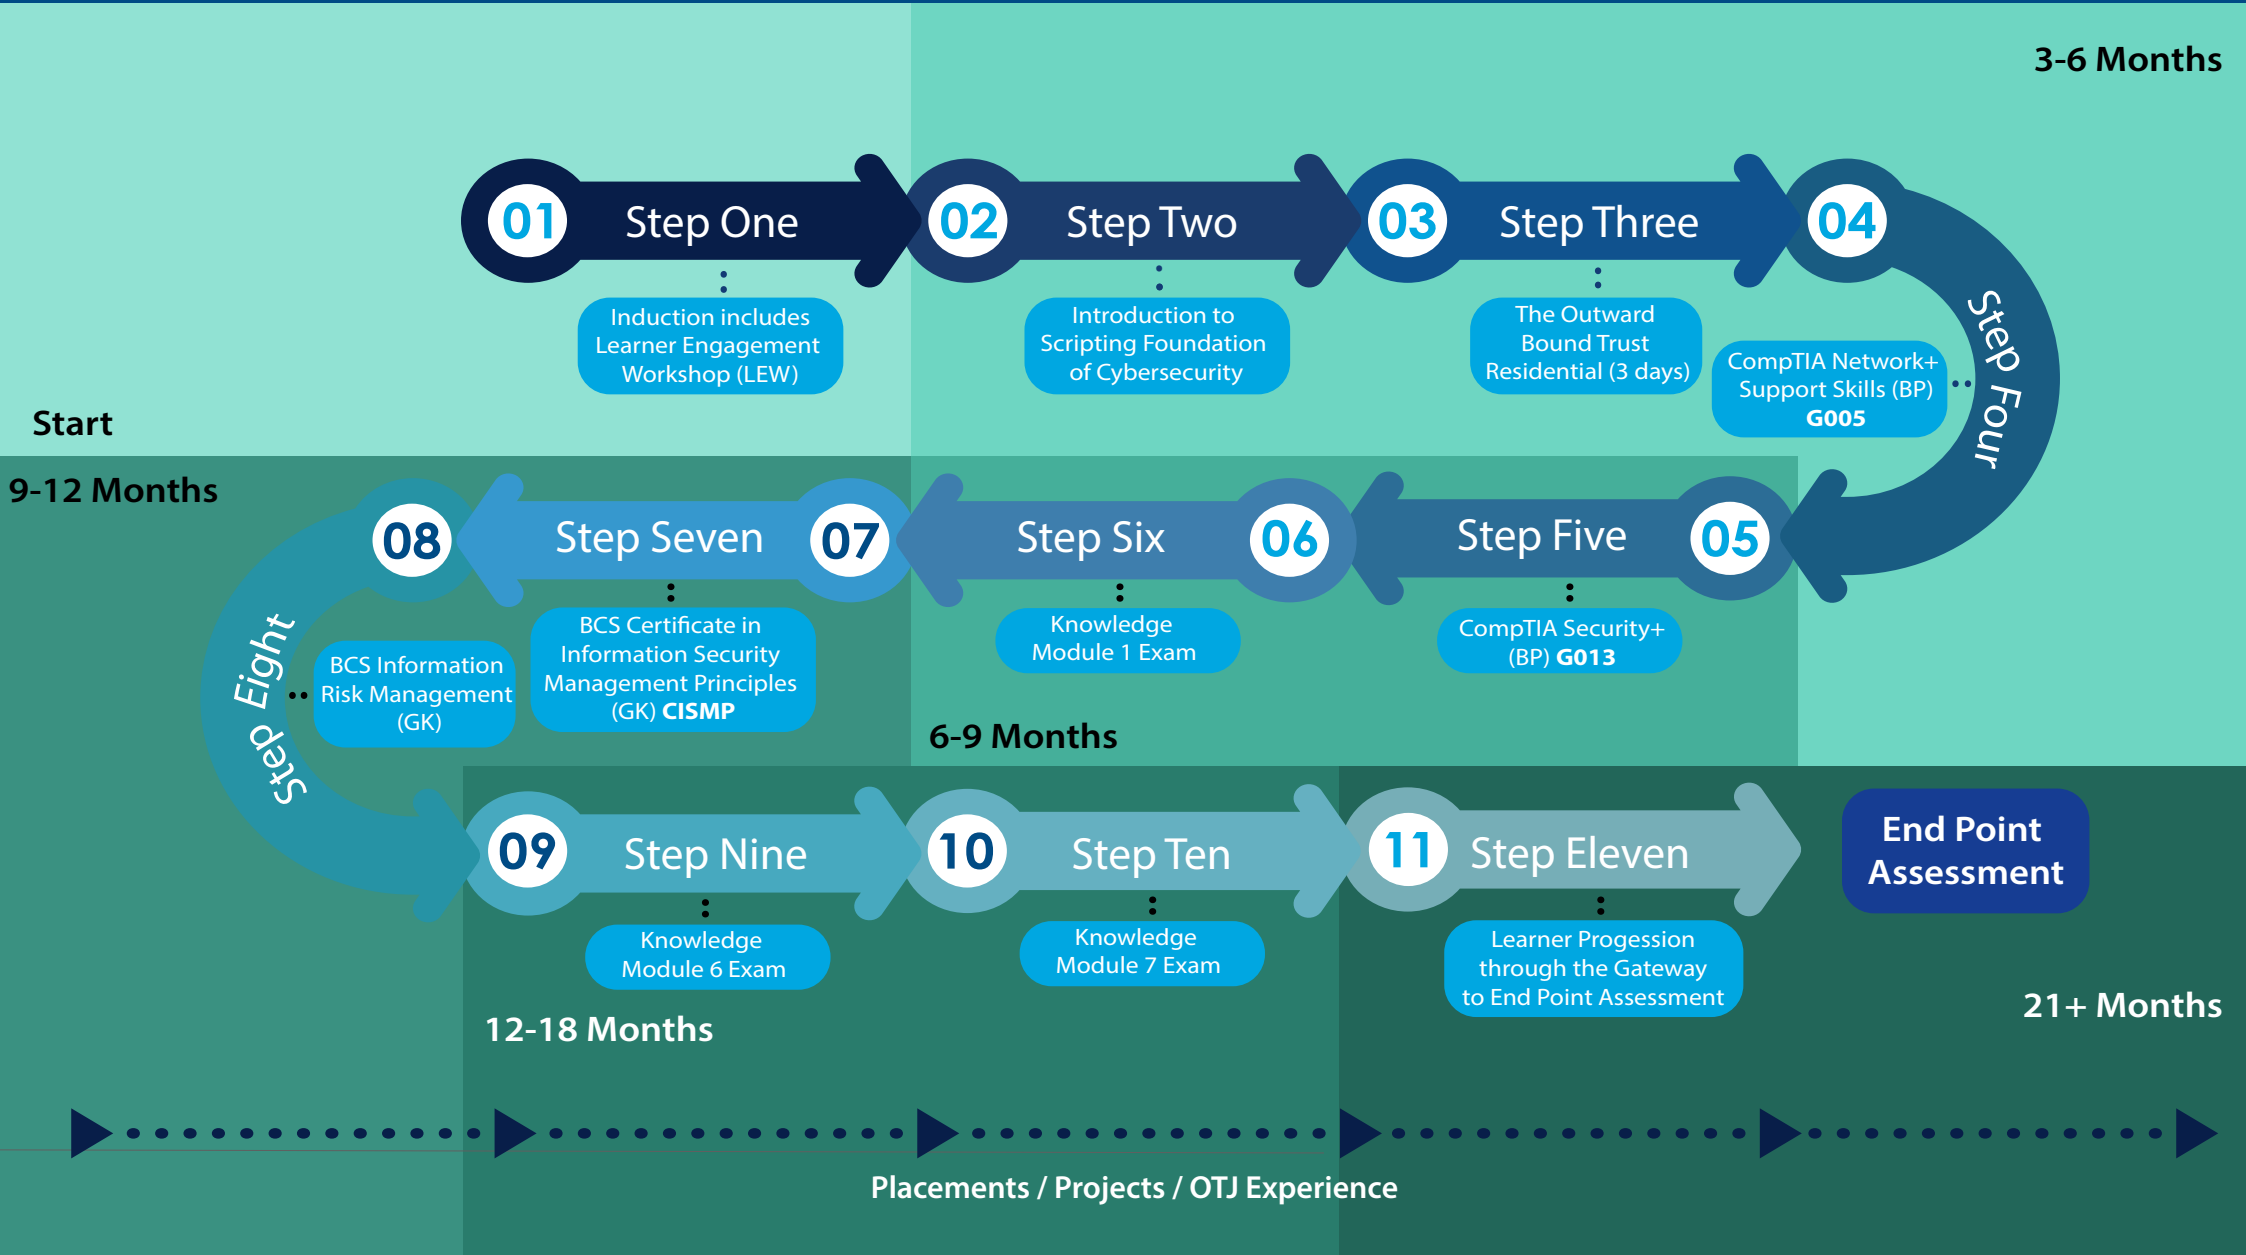 3-6 Months
01
Step One
02
Step Two
03
Step Three
04
Step Four
Induction includes
Learner Engagement
Workshop (LEW)
Introduction to
Scripting Foundation
of Cybersecurity
The Outward
Bound Trust
Residential (3 days)
CompTIA Network+
Support Skills (BP)
G005
Start
9-12 Months
05
Step Five
CompTIA Security+
(BP) G013
06
Step Six
Knowledge
Module 1 Exam
6-9 Months
07
Step Seven
BCS Certificate in
Information Security
Management Principles
(GK) CISMP
08
Step Eight
BCS Information
Risk Management
(GK)
09
Step Nine
Knowledge
Module 6 Exam
12-18 Months
10
Step Ten
Knowledge
Module 7 Exam
11
Step Eleven
Learner Progession
through the Gateway
to End Point Assessment
End Point
Assessment
21+ Months
Placements / Projects / OTJ Experience